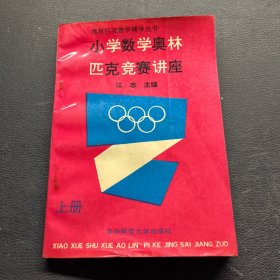 奥林匹克数学辅导丛书
小学数学奥林
匹克竞赛讲座
江志 主编
上册
华中师范大学出版社
XIAO XUE SHU XUE AO LIN PI KE JING SAI JIANG ZUO